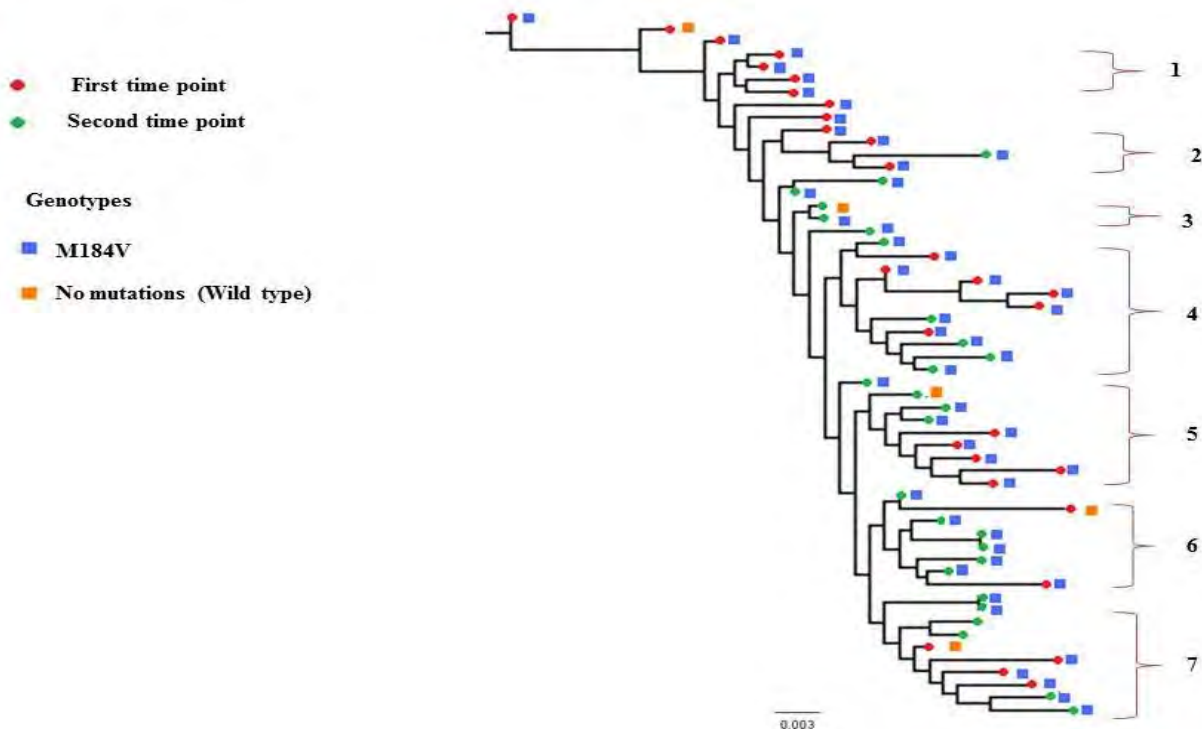 First time point
Second time point
Genotypes
M184V
No mutations (Wild type)
1
2
3
4
5
6
7
0.003